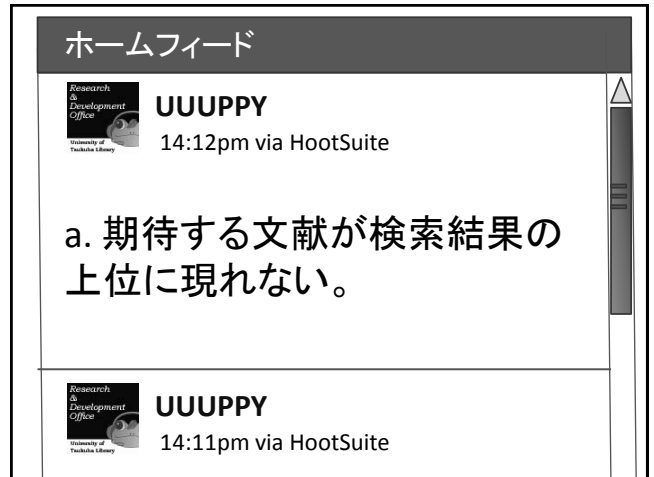 ホームフィード
Research
&
Development
Office
University of
Tsukuba Library
UUUPPY
14:12pm via HootSuite
a. 期待する文献が検索結果の
上位に現れない。
Research
&
Development
Office
University of
Tsukuba Library
UUUPPY
14:11pm via HootSuite